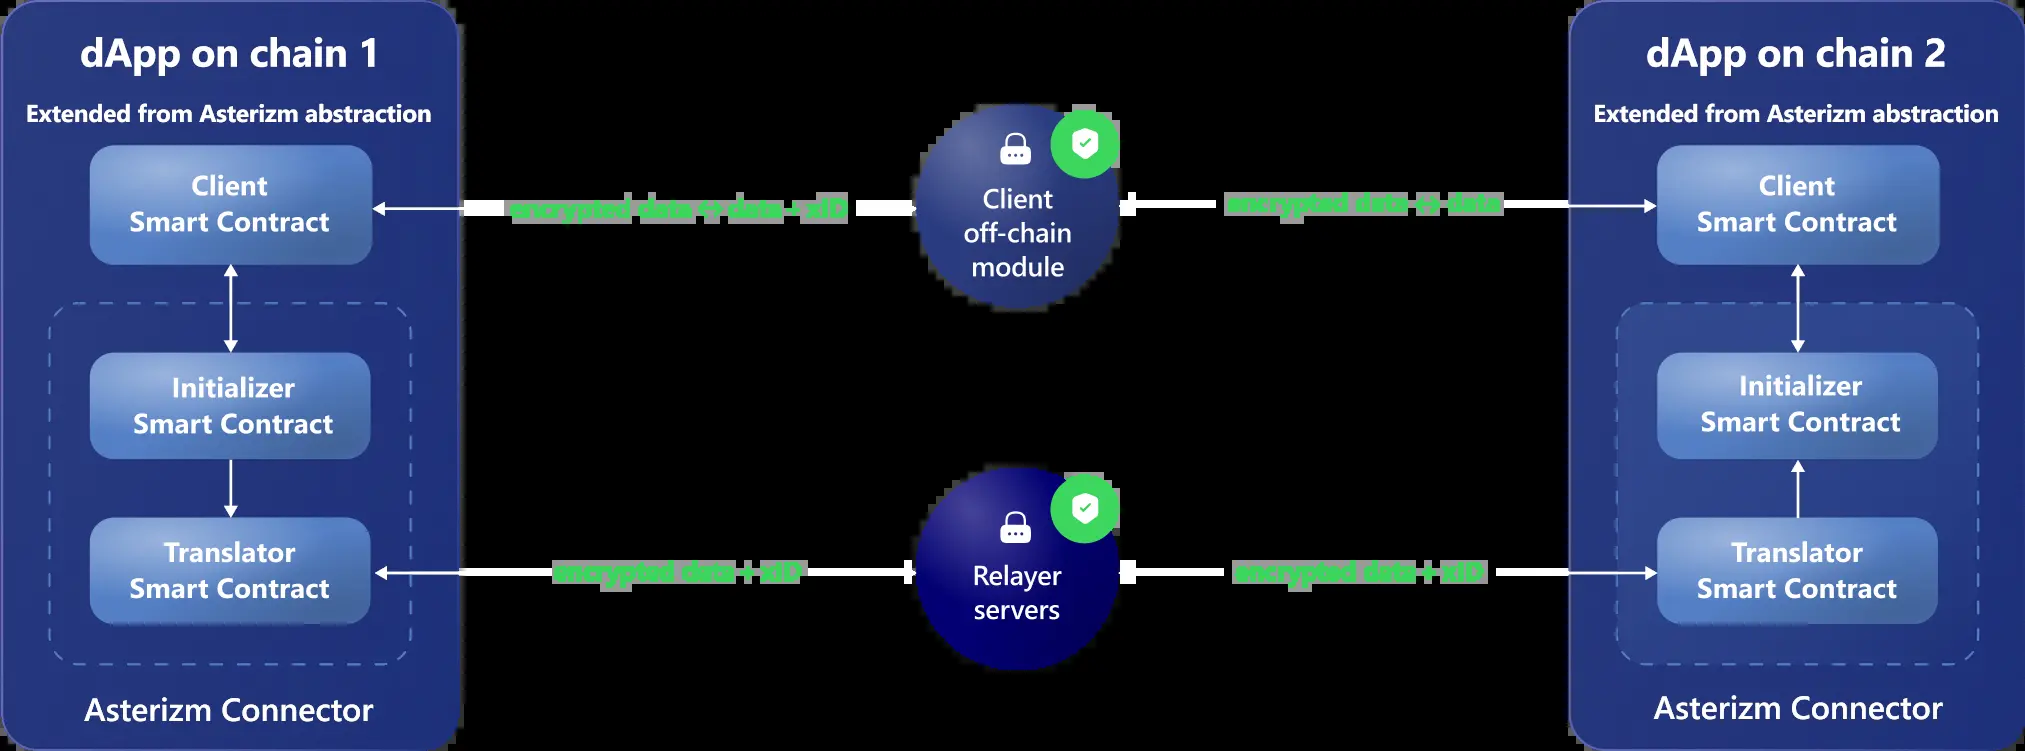 dApp on chain 1
Extended from Asterizm abstraction
Client
Smart Contract
Initializer
Smart Contract
Translator
Smart Contract
Asterizm Connector
encrypted data ↔ data + xID
Client
off-chain
module
encrypted data ↔ data
encrypted data + xID
Relayer
servers
encrypted data + xID
dApp on chain 2
Extended from Asterizm abstraction
Client
Smart Contract
Initializer
Smart Contract
Translator
Smart Contract
Asterizm Connector